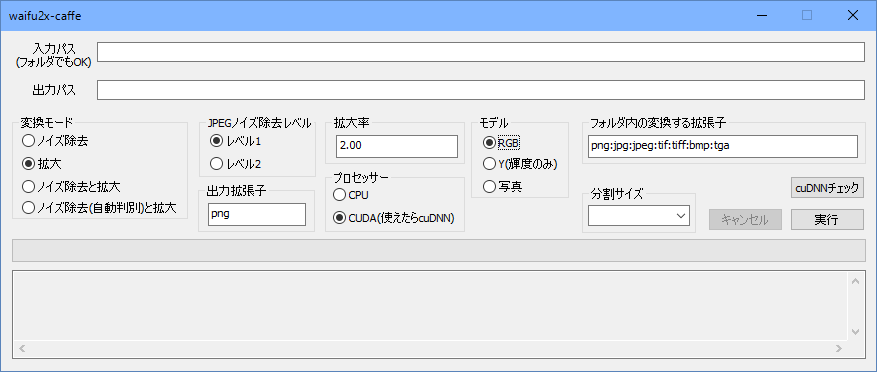 waifu2x-caffe
入力パス
(フォルダでもOK)
出力パス
変換モード
ノイズ除去
拡大
ノイズ除去と拡大
ノイズ除去(自動判別)と拡大
JPEGノイズ除去レベル
レベル1
レベル2
出力拡張子
png
拡大率
2.00
プロセッサー
CPU
CUDA(使えたらcuDNN)
モデル
RGB
Y(輝度のみ)
写真
フォルダ内の変換する拡張子
png:jpg:jpeg:tif:tiff:bmp:tga
分割サイズ
cuDNNチェック
キャンセル
実行